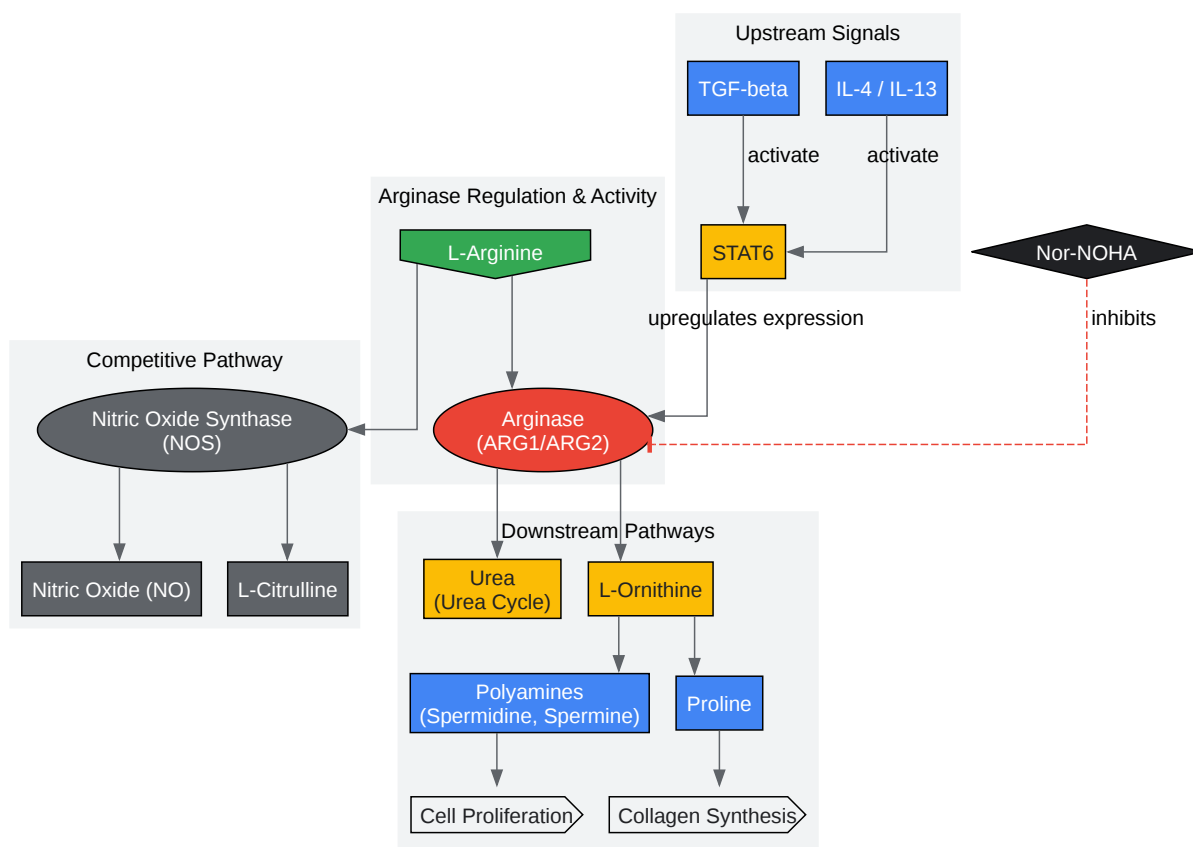 Upstream Signals
TGF-beta
IL-4 / IL-13
activate
activate
Arginase Regulation & Activity
L-Arginine
STAT6
Nor-NOHA
upregulates expression
inhibits
Competitive Pathway
Nitric Oxide Synthase
(NOS)
Arginase
(ARG1/ARG2)
Downstream Pathways
Nitric Oxide (NO)
L-Citrulline
Urea
(Urea Cycle)
L-Ornithine
Polyamines
(Spermidine, Spermine)
Proline
Cell Proliferation
Collagen Synthesis